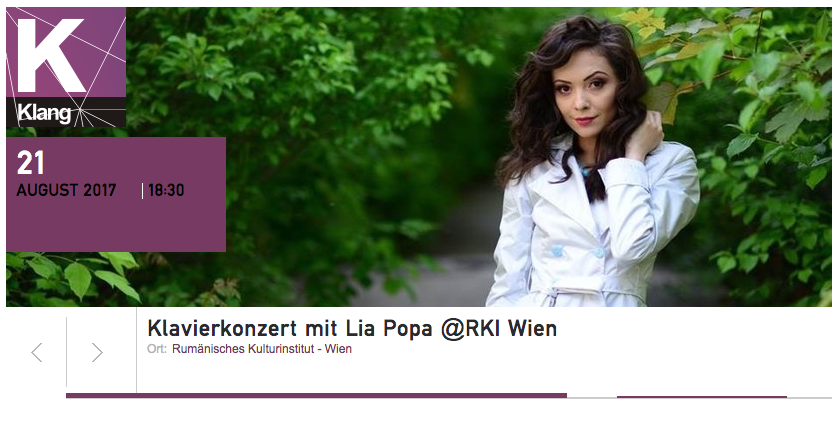 K
Klang
21
AUGUST 2017 | 18:30
Klavierkonzert mit Lia Popa @RKI Wien
Ort: Rumänisches Kulturinstitut - Wien